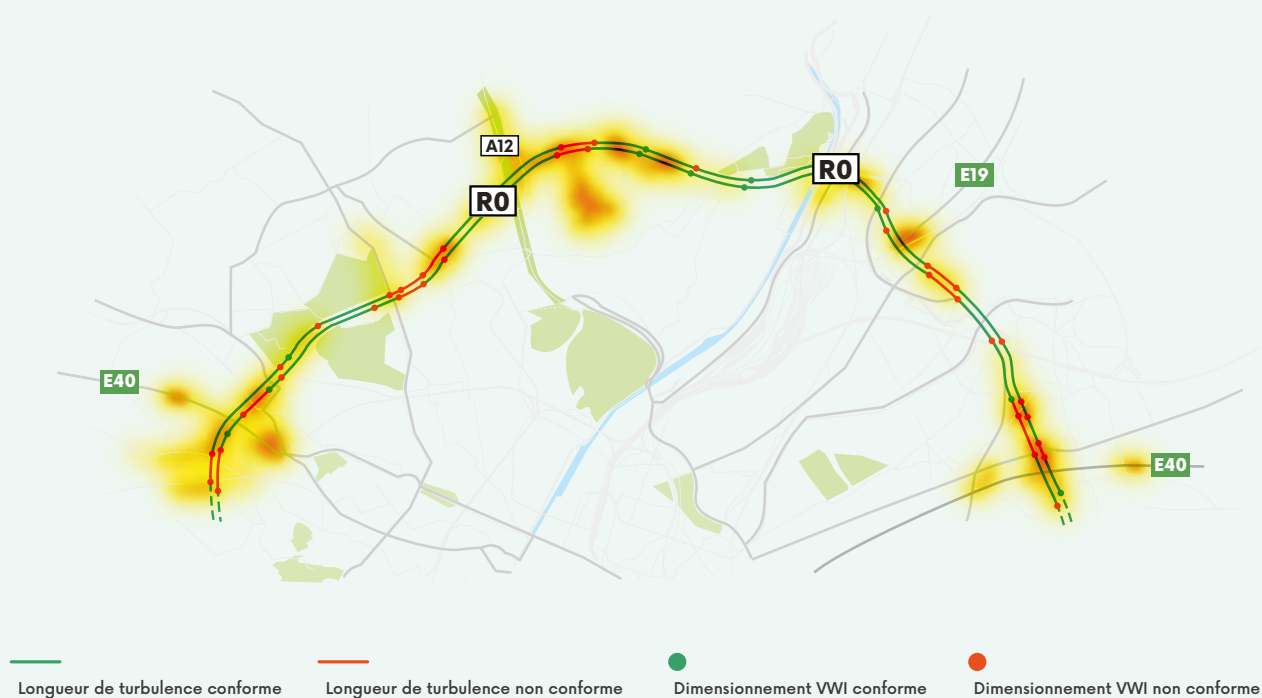 A12
R0
R0
E19
E40
E40
Longueur de turbulence conforme
Longueur de turbulence non conforme
Dimensionnement VWI conforme
Dimensionnement VWI non conforme